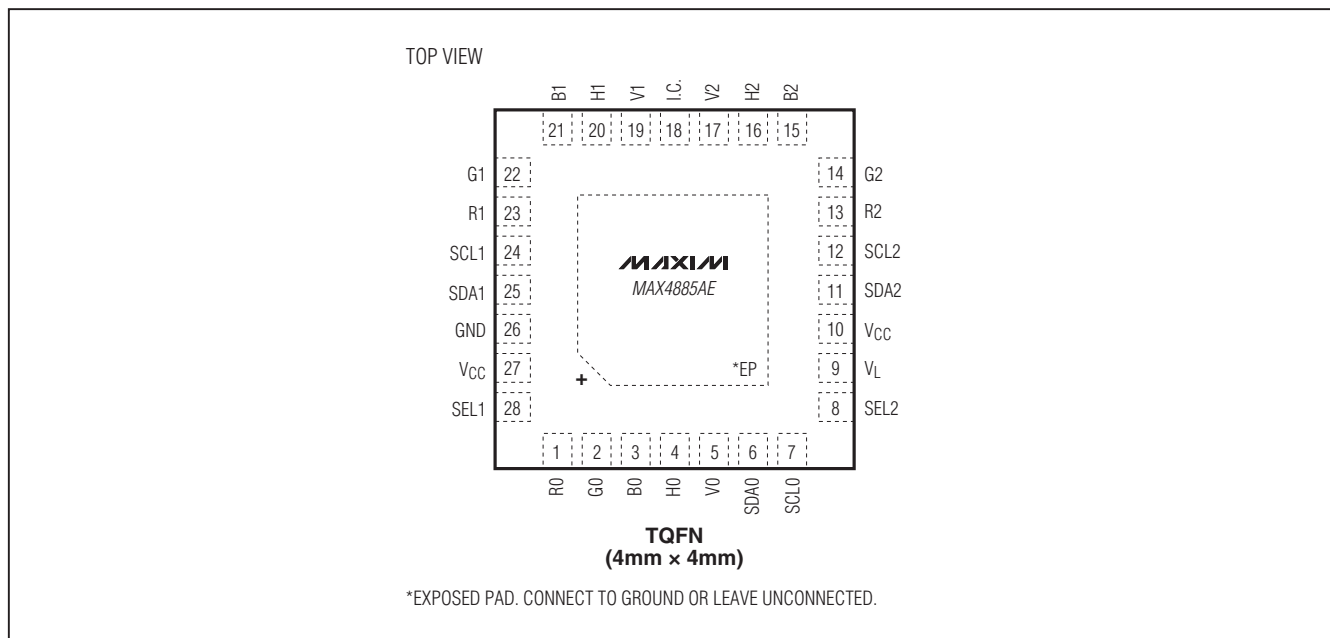 TOP VIEW
B1 H1 V1 I.C. V2 H2 B2
21 20 19 18 17 16 15
G1 22 14 G2
R1 23 13 R2
SCL1 24 12 SCL2
MAXIM
MAX4885AE
SDA1 25 11 SDA2
GND 26 10 VCC
VCC 27 *EP 9 VL
+
SEL1 28 8 SEL2
1 2 3 4 5 6 7
R0 G0 B0 H0 V0 SDA0 SCL0
TQFN
(4mm × 4mm)
*EXPOSED PAD. CONNECT TO GROUND OR LEAVE UNCONNECTED.